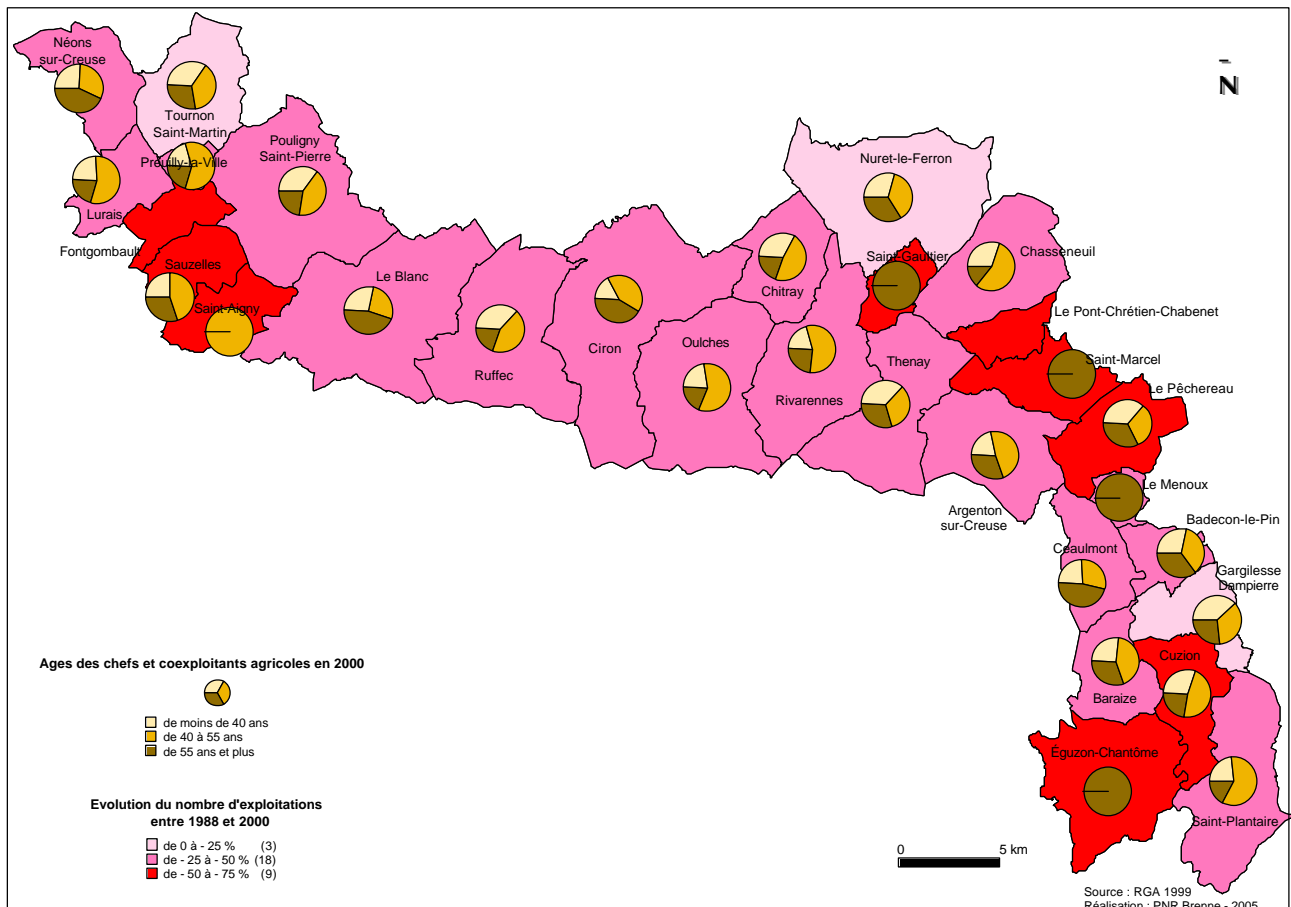 Néons
sur-Creuse
Tournon
Saint-Martin
Pouligny
Saint-Pierre
Preuilly-la-Ville
Lurais
Fontgombault
Sauzelles
Saint-Aigny
Le Blanc
Ruffec
Ciron
Oulches
Chitray
Rivarennes
Nuret-le-Ferron
Saint-Gaultier
Chasseneuil
Thenay
Le Pont-Chrétien-Chabenet
Saint-Marcel
Le Pêchereau
Le Menoux
Argenton
sur-Creuse
Badecon-le-Pin
Ceaulmont
Gargilesse
Dampierre
Cuzion
Baraize
Éguzon-Chantôme
Saint-Plantaire
N
Ages des chefs et coexploitants agricoles en 2000
de moins de 40 ans
de 40 à 55 ans
de 55 ans et plus
Evolution du nombre d'exploitations
entre 1988 et 2000
de 0 à - 25 % (3)
de - 25 à - 50 % (18)
de - 50 à - 75 % (9)
0 5 km
Source : RGA 1999
Réalisation : PNR Brenne - 2005